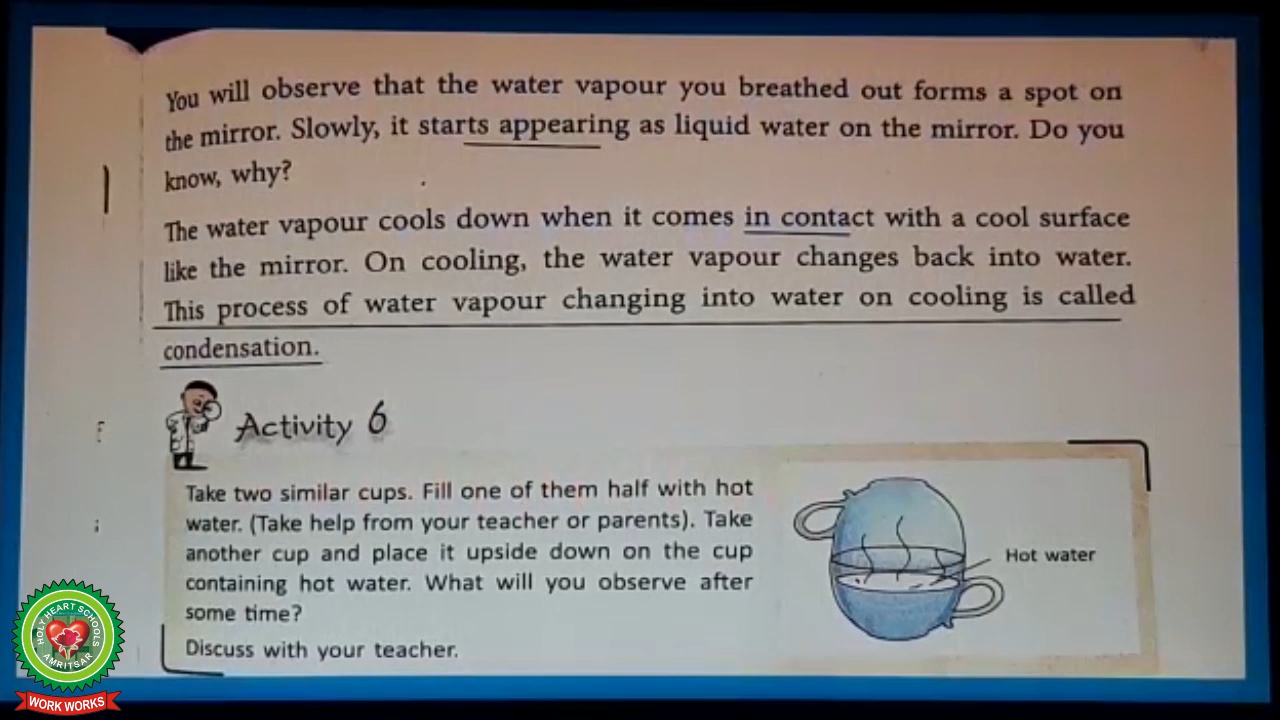 You will observe that the water vapour you breathed out forms a spot on
the mirror. Slowly, it starts appearing as liquid water on the mirror. Do you
know, why?
The water vapour cools down when it comes in contact with a cool surface
like the mirror. On cooling, the water vapour changes back into water.
This process of water vapour changing into water on cooling is called
condensation.
Activity 6
Take two similar cups. Fill one of them half with hot
water. (Take help from your teacher or parents). Take
another cup and place it upside down on the cup
containing hot water. What will you observe after
some time?
Discuss with your teacher.
Hot water
HOLY HEART SCHOOLS
AMRITSAR
WORK WORKS